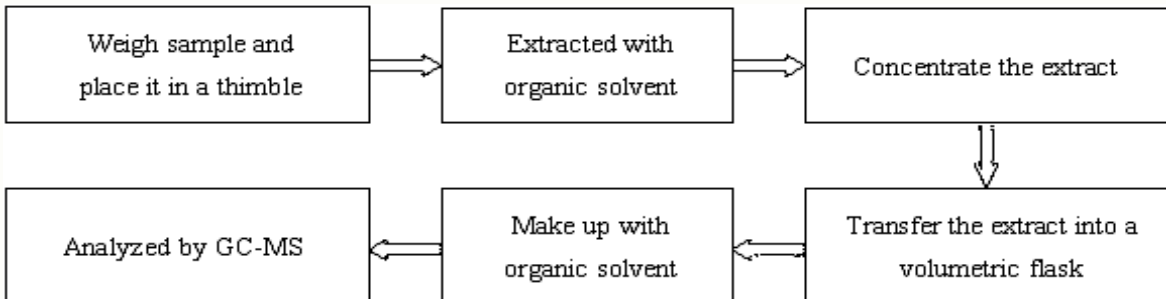 Weigh sample and
place it in a thimble
Extracted with
organic solvent
Concentrate the extract
Transfer the extract into a
volumetric flask
Make up with
organic solvent
Analyzed by GC-MS